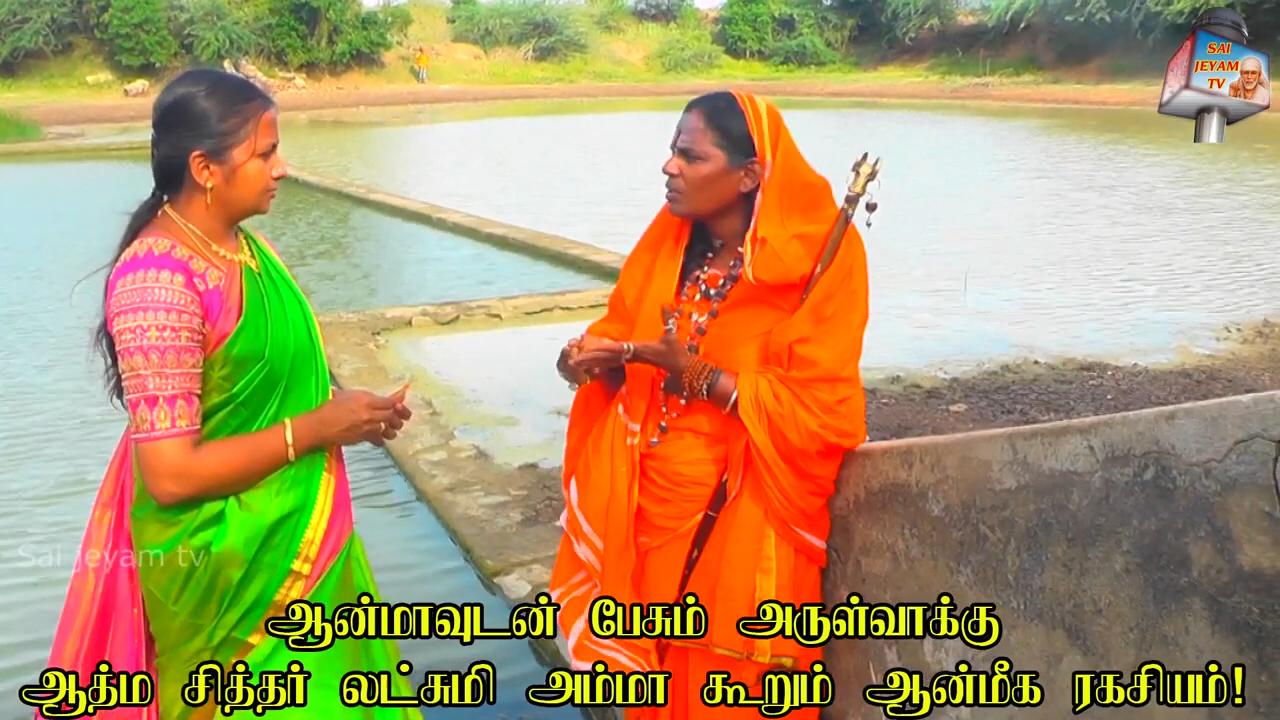 SAI
JEYAM
TV
Sai jeyam tv
ஆன்மாவுடன் பேசும் அருள்வாக்கு
ஆத்ம சித்தர் லட்சுமி அம்மா கூறும் ஆன்மீக ரகசியம்!